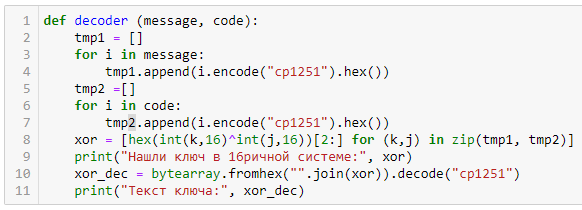 1 def decoder (message, code):
2     tmp1 = []
3     for i in message:
4         tmp1.append(i.encode("cp1251").hex())
5     tmp2 =[]
6     for i in code:
7         tmp2.append(i.encode("cp1251").hex())
8     xor = [hex(int(k,16)^int(j,16))[2:] for (k,j) in zip(tmp1, tmp2)]
9     print("Нашли ключ в 16ричной системе:", xor)
10     xor_dec = bytearray.fromhex("".join(xor)).decode("cp1251")
11     print("Текст ключа:", xor_dec)